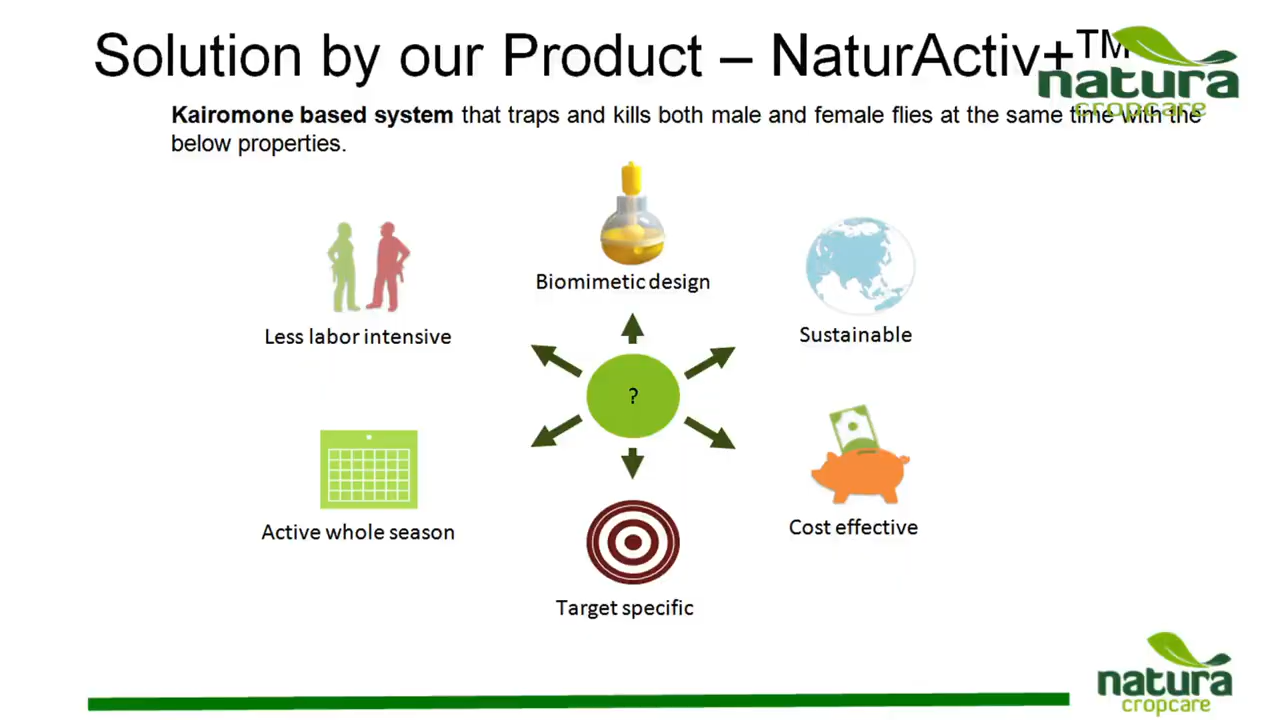 Solution by our Product – NaturActiv+™
natura
cropcare
Kairomone based system that traps and kills both male and female flies at the same time with the
below properties.
Biomimetic design
Less labor intensive
Sustainable
?
Active whole season
Cost effective
Target specific
natura
cropcare